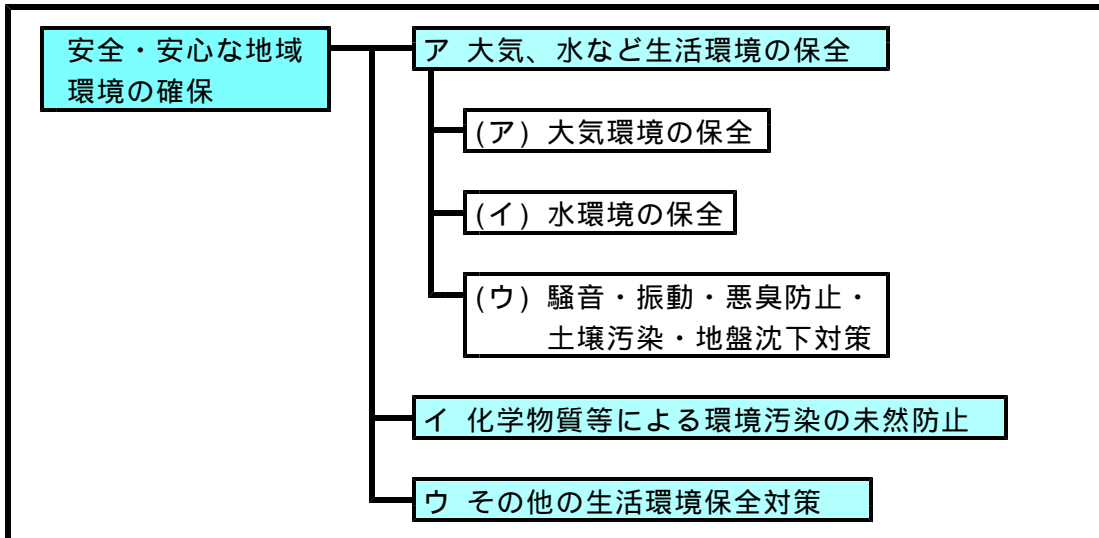 安全・安心な地域
環境の確保
ア 大気、水など生活環境の保全
(ア) 大気環境の保全
(イ) 水環境の保全
(ウ) 騒音・振動・悪臭防止・
土壌汚染・地盤沈下対策
イ 化学物質等による環境汚染の未然防止
ウ その他の生活環境保全対策